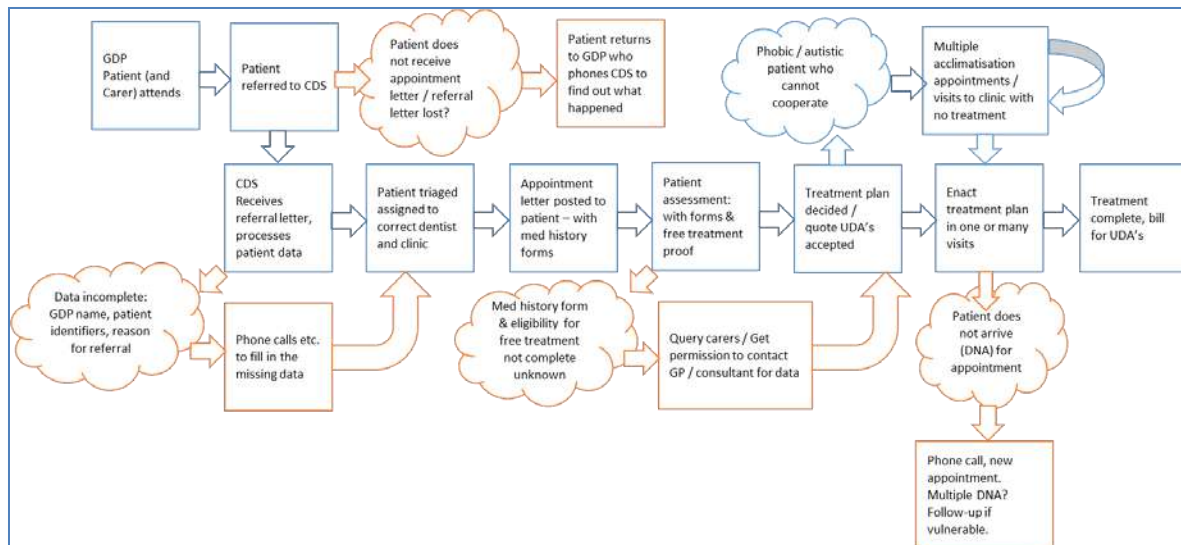 GDP
Patient (and
Carer) attends
Patient
referred to CDS
Patient does
not receive
appointment
letter / referral
letter lost?
Patient returns
to GDP who
phones CDS to
find out what
happened
Phobic / autistic
patient who
cannot
cooperate
Multiple
acclimatisation
appointments /
visits to clinic with
no treatment
CDS
Receives
referral letter,
processes
patient data
Patient triaged
assigned to
correct dentist
and clinic
Appointment
letter posted to
patient – with
med history
forms
Patient
assessment:
with forms &
free treatment
proof
Treatment plan
decided /
quote UDA's
accepted
Enact
treatment plan
in one or many
visits
Treatment
complete, bill
for UDA's
Data incomplete:
GDP name, patient
identifiers, reason
for referral
Phone calls etc.
to fill in the
missing data
Med history form
& eligibility for
free treatment
not complete
unknown
Query carers / Get
permission to contact
GP / consultant for data
Patient does
not arrive
(DNA) for
appointment
Phone call, new
appointment.
Multiple DNA?
Follow-up if
vulnerable.